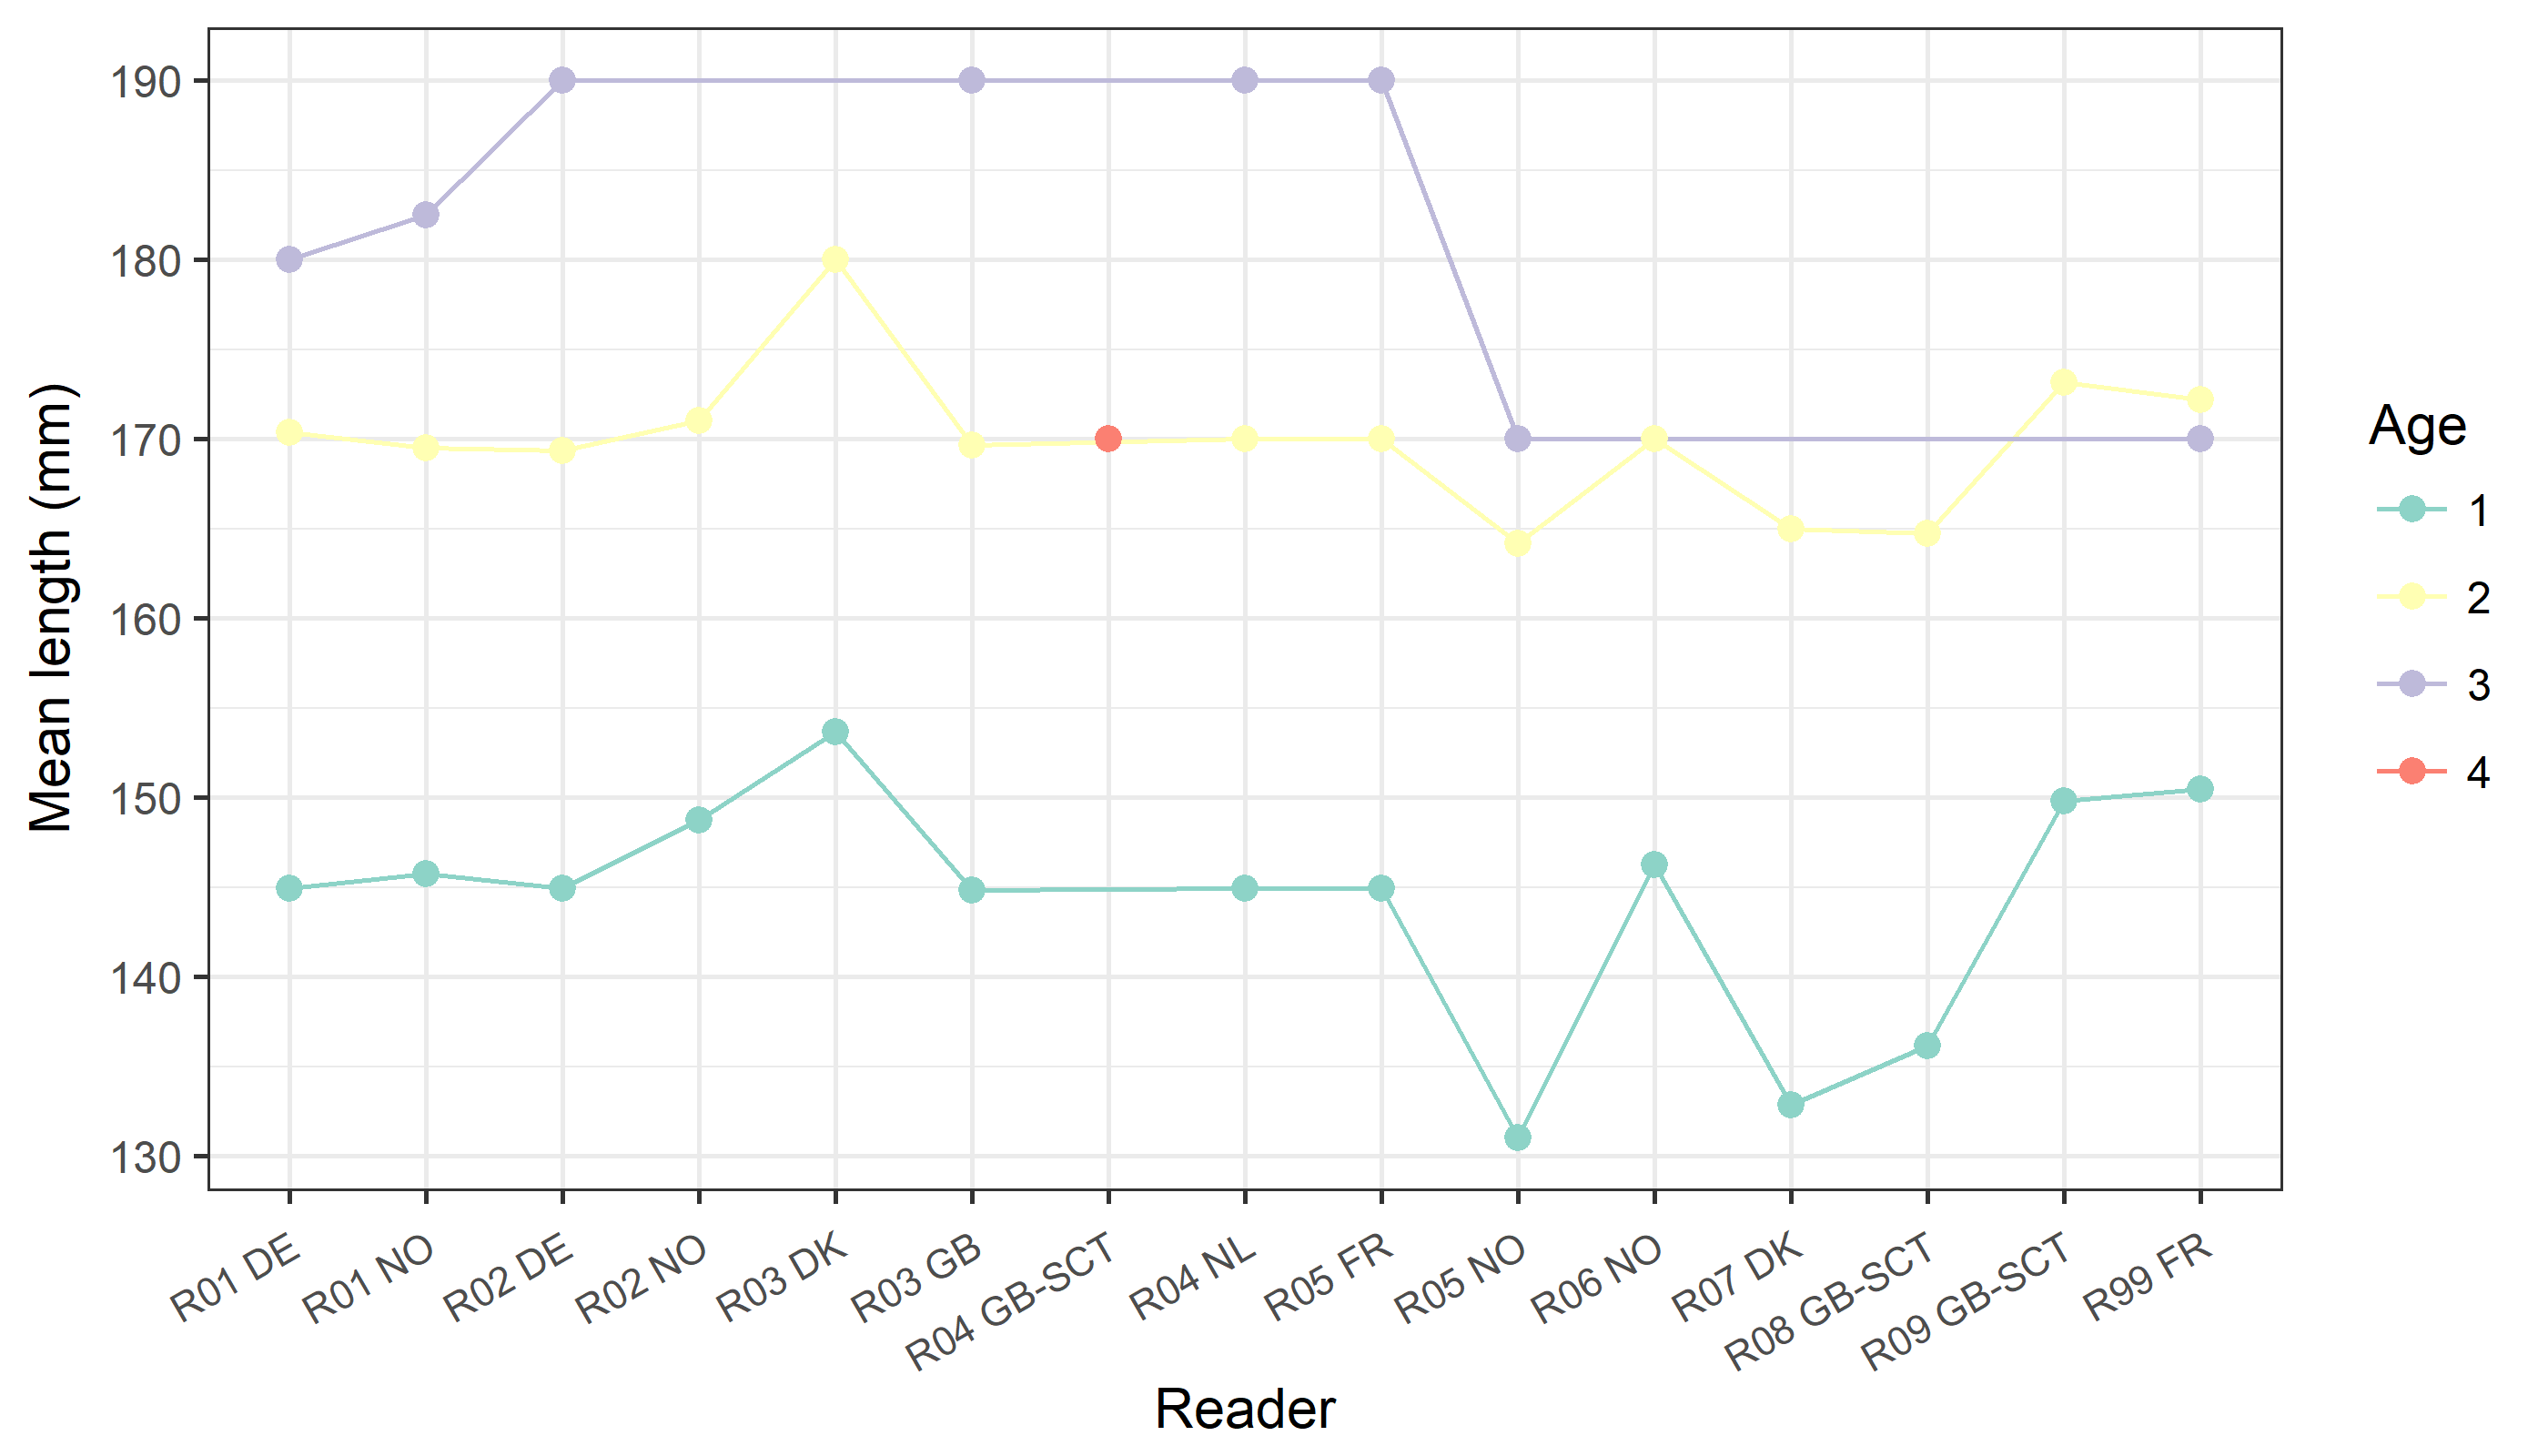 190
180
170
160
150
140
130
Mean length (mm)
R01 DE
R01 NO
R02 DE
R02 NO
R03 DK
R03 GB
R04 GB-SCT
R04 NL
R05 FR
R05 NO
R06 NO
R07 DK
R08 GB-SCT
R09 GB-SCT
R99 FR
Reader
Age
1
2
3
4